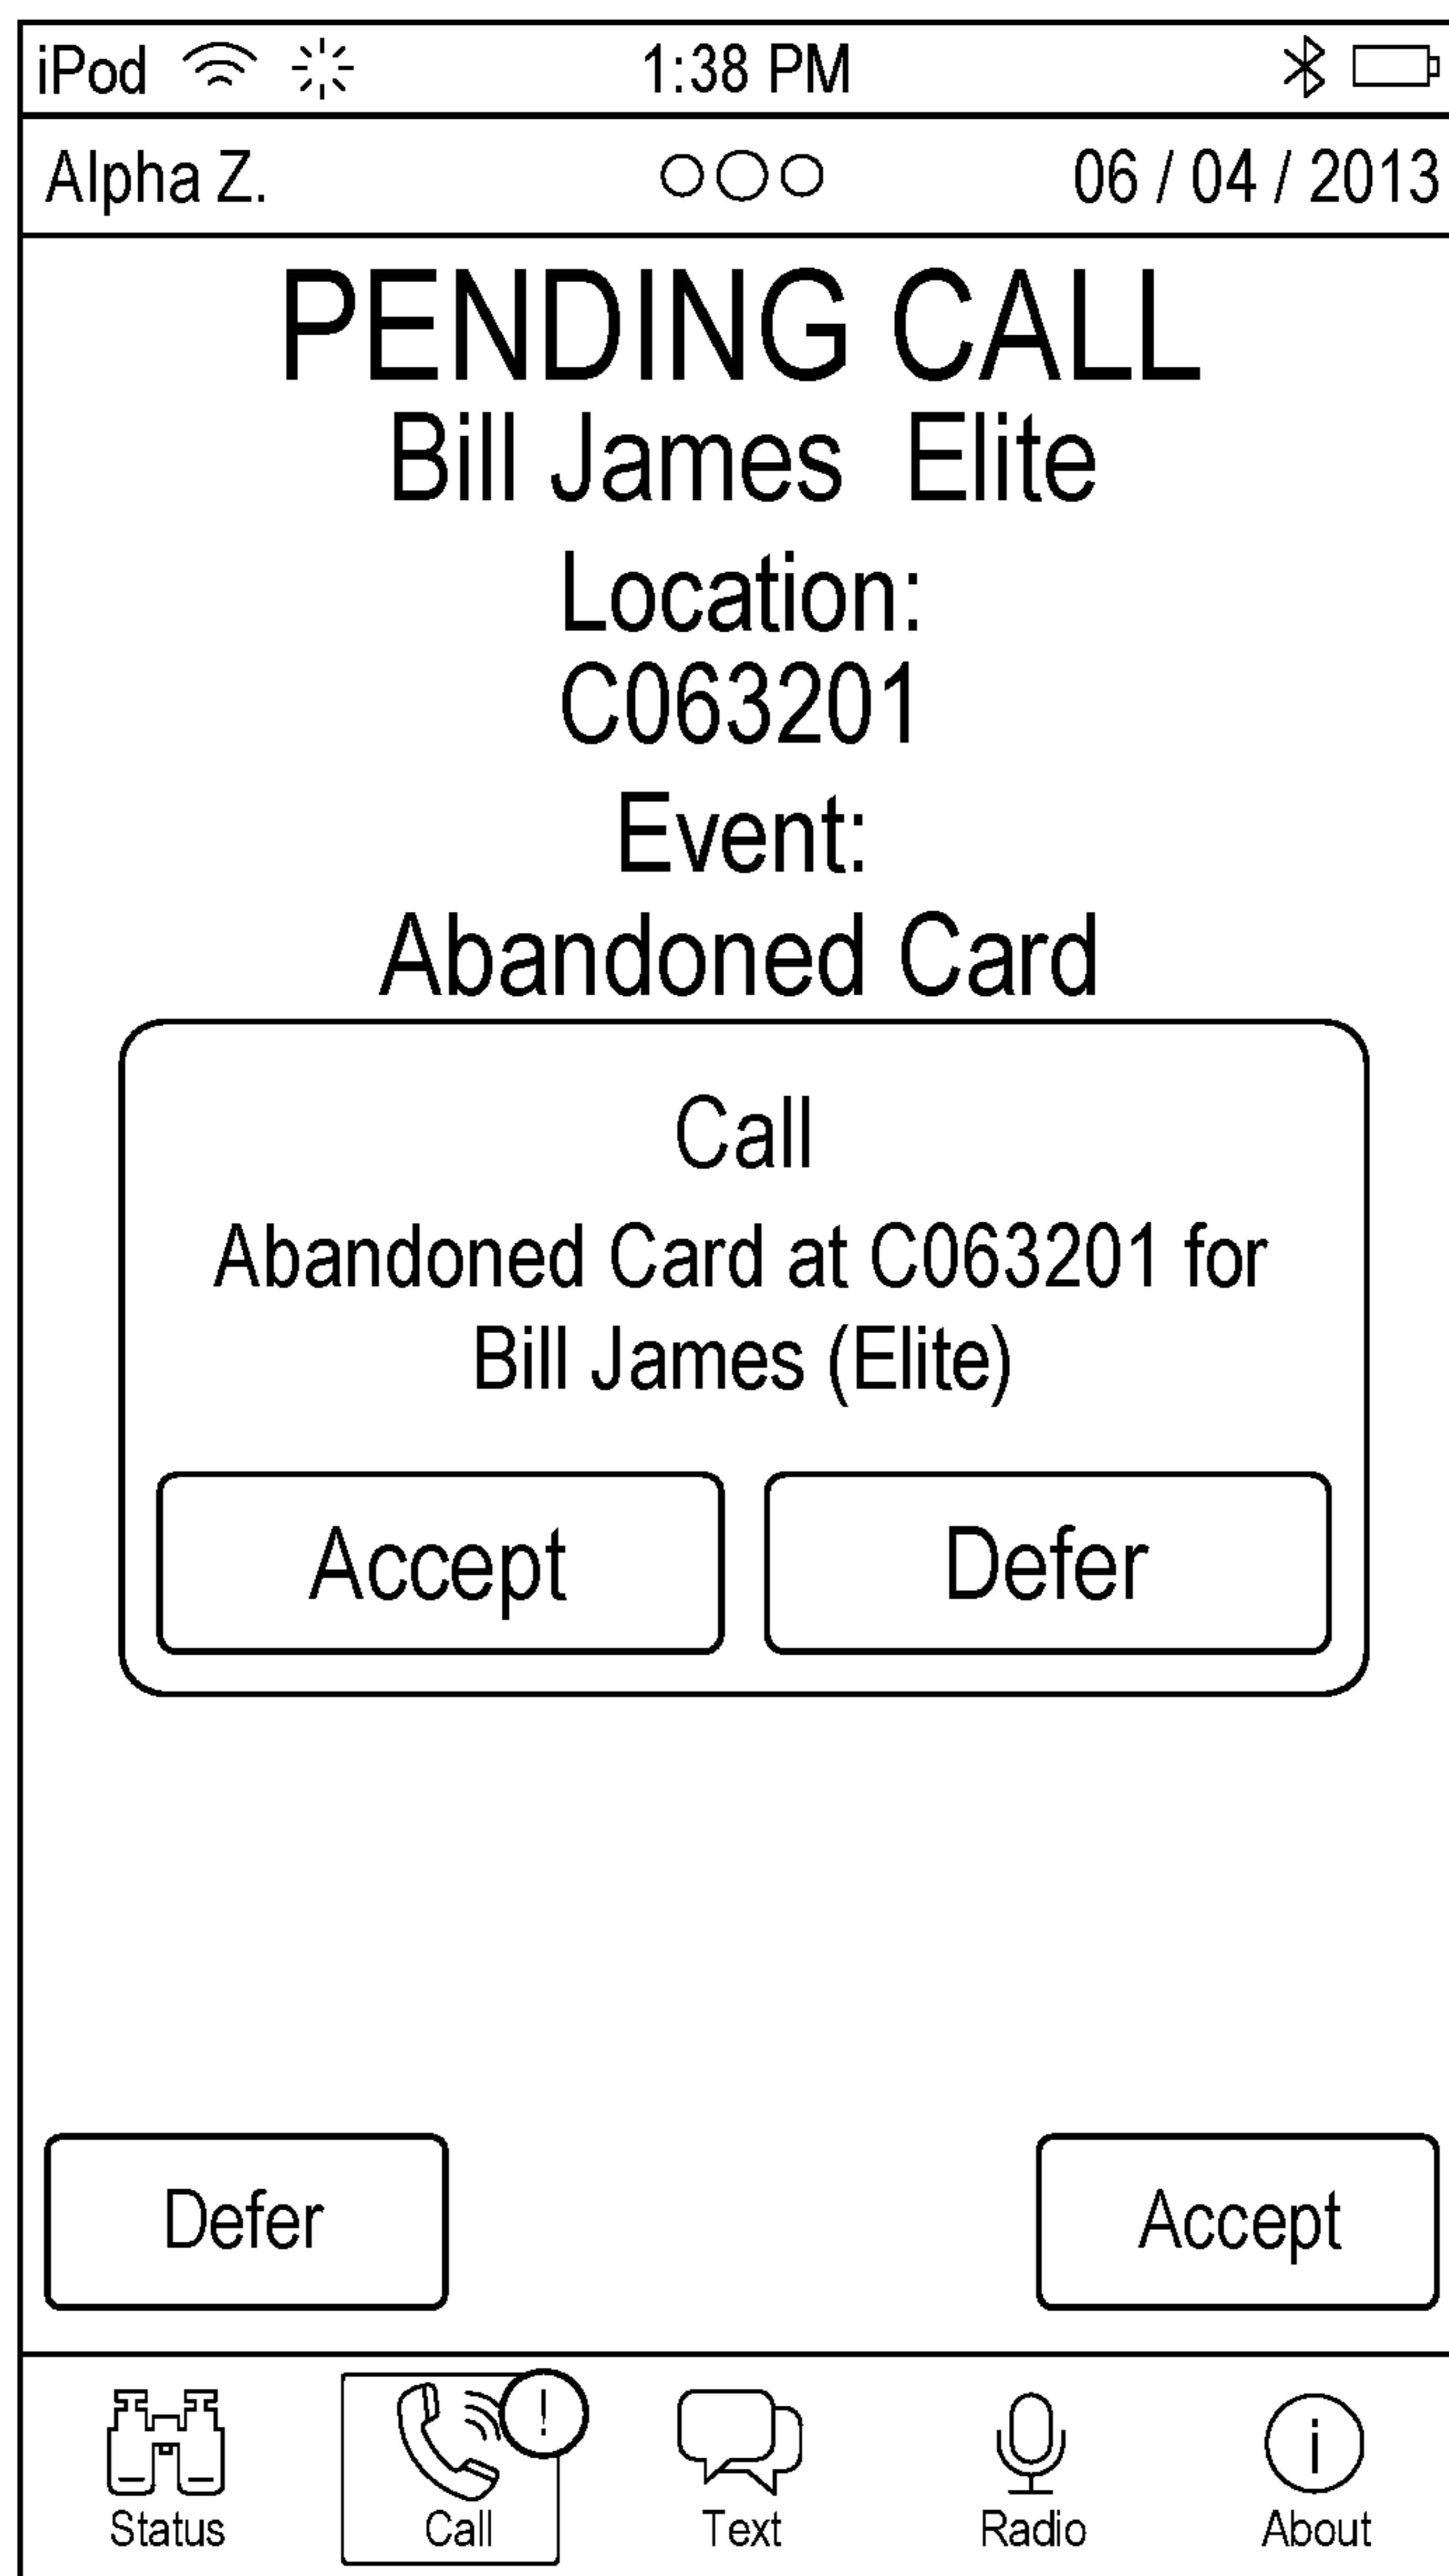 iPod 1:38 PM
Alpha Z. 06 / 04 / 2013
PENDING CALL
Bill James Elite
Location:
C063201
Event:
Abandoned Card
Call
Abandoned Card at C063201 for
Bill James (Elite)
Accept Defer
Defer Accept
!
i
Status Call Text Radio About